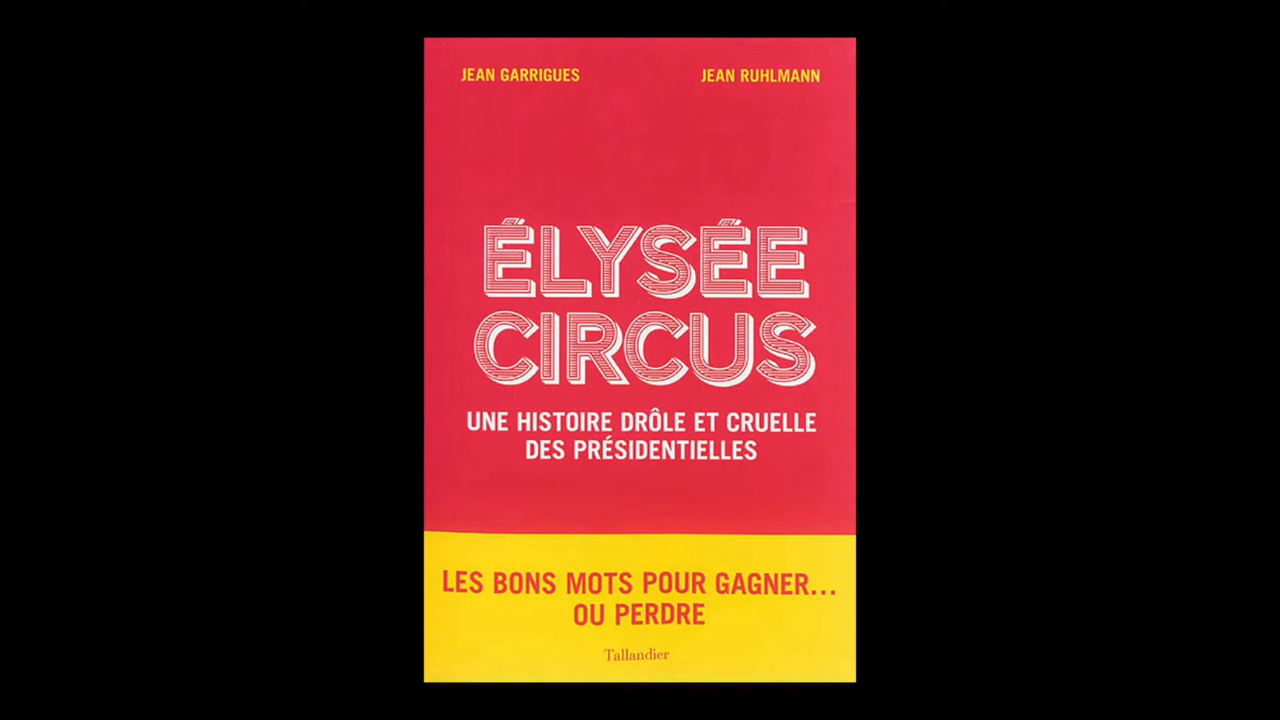 JEAN GARRIGUES
JEAN RUHLMANN
ÉLYSÉE
CIRCUS
UNE HISTOIRE DRÔLE ET CRUELLE
DES PRÉSIDENTIELLES
LES BONS MOTS POUR GAGNER...
OU PERDRE
Tallandier